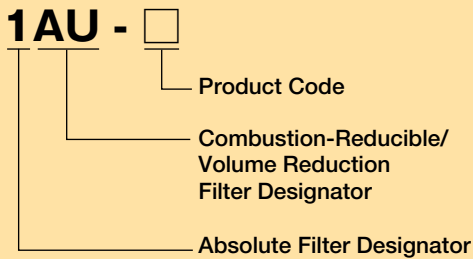 1AU - □
Product Code
Combustion-Reducible/
Volume Reduction
Filter Designator
Absolute Filter Designator